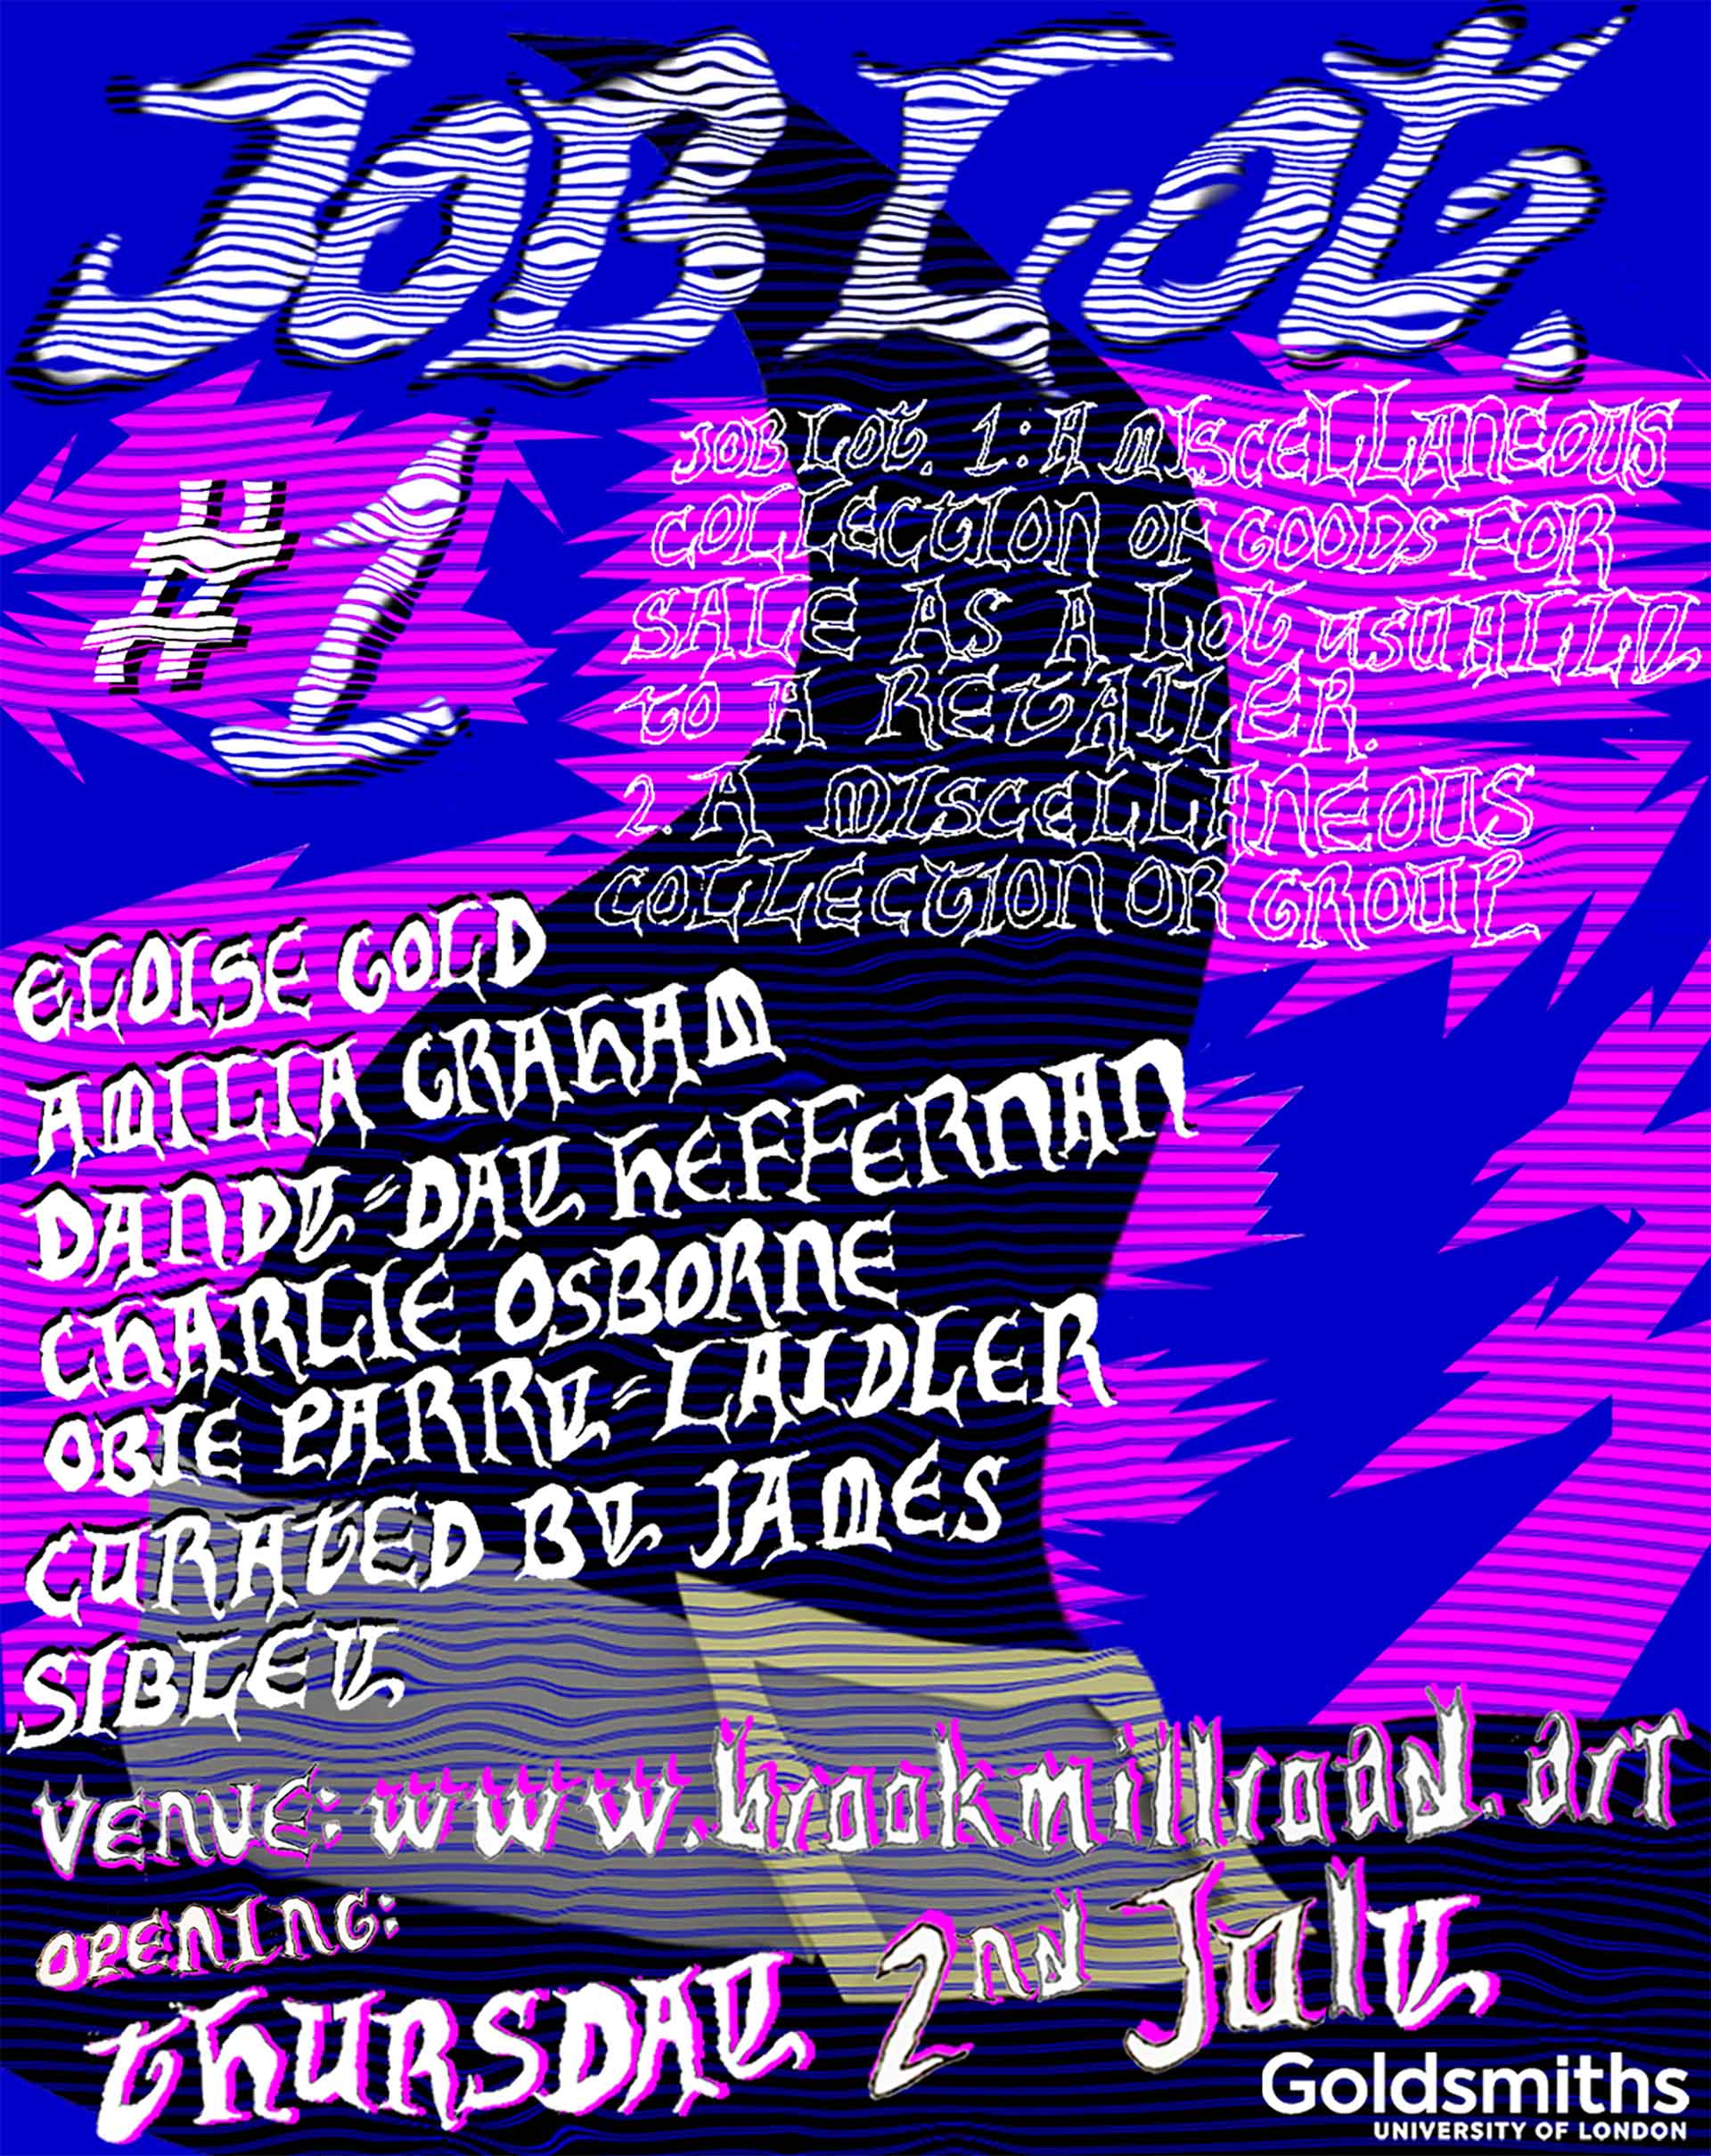 JOB LOT.
#1
JOB LOT. 1: A MISCELLANEOUS
COLLECTION OF GOODS FOR
SALE AS A LOT USUALLY
TO A RETAILER.
2. A MISCELLANEOUS
COLLECTION OR GROUP.
ELOISE GOLD
AMILIA GRAHAM
DANDY-DAY HEFFERNAN
CHARLIE OSBORNE
OBIE PARRY-LAIDLER
CURATED BY JAMES
SIBLEY
VENUE: www.brookmillroad.art
OPENING:
THURSDAY 2nd July
Goldsmiths
UNIVERSITY OF LONDON